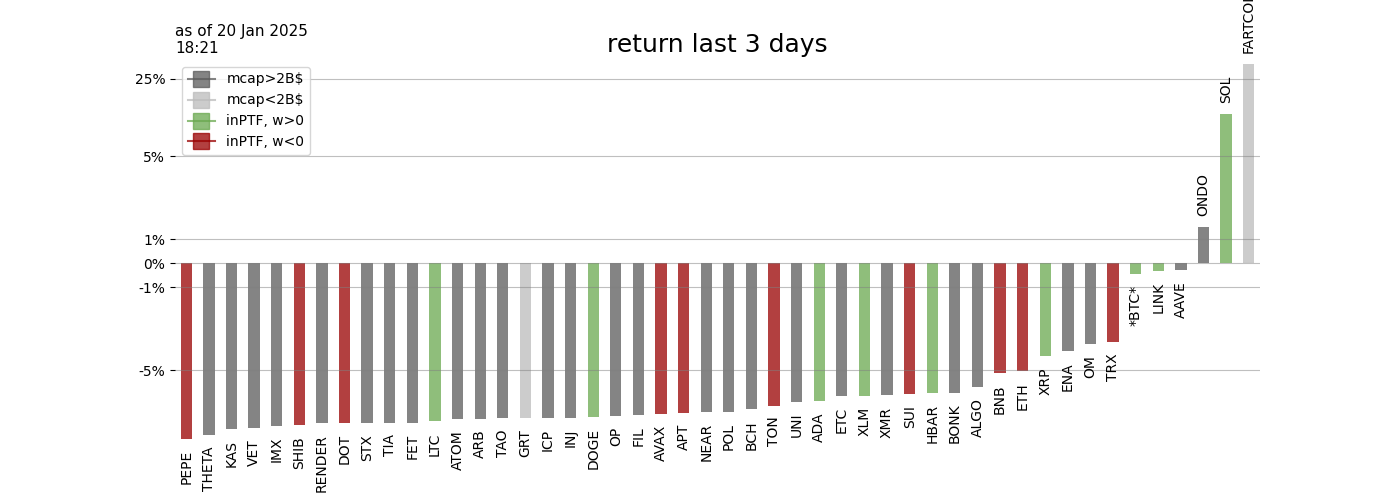 as of 20 Jan 2025
18:21
return last 3 days
mcap>2B$
mcap<2B$
inPTF, w>0
inPTF, w<0
25%
5%
1%
0%
-1%
-5%
PEPE
THETA
KAS
VET
IMX
SHIB
RENDER
DOT
STX
TIA
FET
LTC
ATOM
ARB
TAO
GRT
ICP
INJ
DOGE
OP
FIL
AVAX
APT
NEAR
POL
BCH
TON
UNI
ADA
ETC
XLM
XMR
SUI
HBAR
BONK
ALGO
BNB
ETH
XRP
ENA
OM
TRX
*BTC*
LINK
AAVE
ONDO
SOL